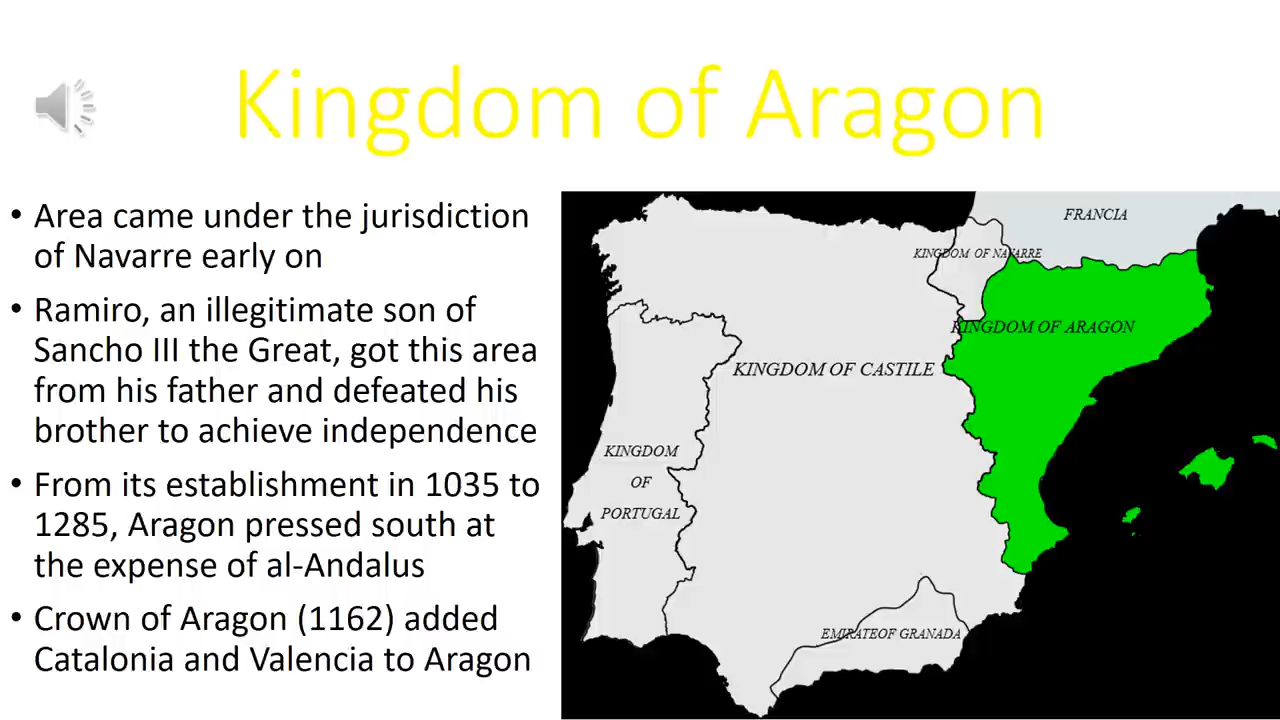 Kingdom of Aragon
• Area came under the jurisdiction
of Navarre early on
• Ramiro, an illegitimate son of
Sancho III the Great, got this area
from his father and defeated his
brother to achieve independence
• From its establishment in 1035 to
1285, Aragon pressed south at
the expense of al-Andalus
• Crown of Aragon (1162) added
Catalonia and Valencia to Aragon
FRANCIA
KINGDOM OF NAVARRE
KINGDOM OF ARAGON
KINGDOM OF CASTILE
KINGDOM
OF
PORTUGAL
EMIRATEOF GRANADA